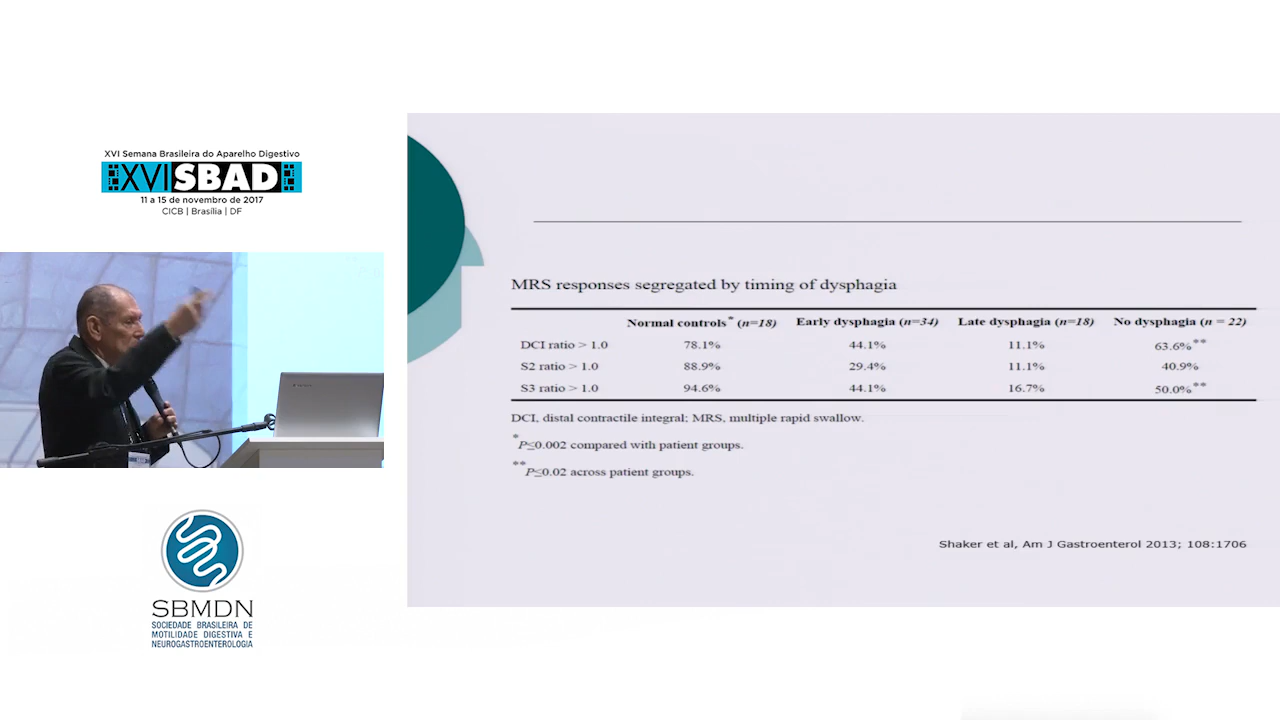 XVI Semana Brasileira do Aparelho Digestivo
XVI SBAD
11 a 15 de novembro de 2017
CICB | Brasília | DF
SBMDN
SOCIEDADE BRASILEIRA DE
MOTILIDADE DIGESTIVA E
NEUROGASTROENTEROLOGIA
MRS responses segregated by timing of dysphagia
Normal controls* (n=18) Early dysphagia (n=34) Late dysphagia (n=18) No dysphagia (n = 22)
DCI ratio > 1.0 78.1% 44.1% 11.1% 63.6%**
S2 ratio > 1.0 88.9% 29.4% 11.1% 40.9%
S3 ratio > 1.0 94.6% 44.1% 16.7% 50.0%**
DCI, distal contractile integral; MRS, multiple rapid swallow.
*P≤0.002 compared with patient groups.
**P≤0.02 across patient groups.
Shaker et al, Am J Gastroenterol 2013; 108:1706